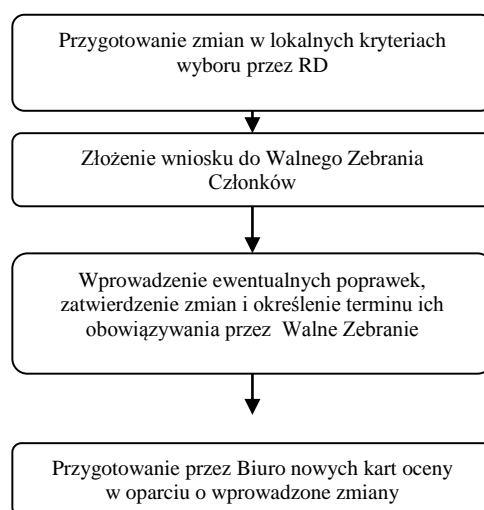 Przygotowanie zmian w lokalnych kryteriach
wyboru przez RD
Złożenie wniosku do Walnego Zebrania
Członków
Wprowadzenie ewentualnych poprawek,
zatwierdzenie zmian i określenie terminu ich
obowiązywania przez Walne Zebranie
Przygotowanie przez Biuro nowych kart oceny
w oparciu o wprowadzone zmiany